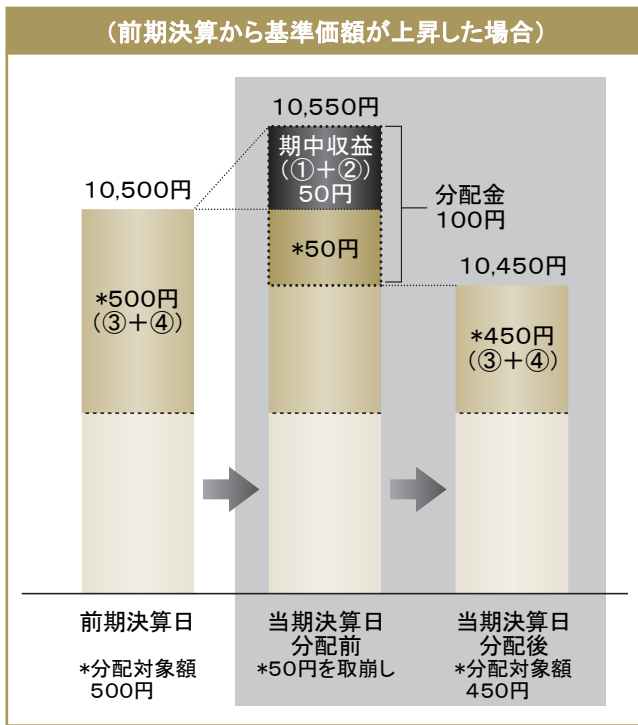 (前期決算から基準価額が上昇した場合)
10,550円
期中収益
(①+②)
50円
10,500円
分配金
100円
*50円
10,450円
*500円
(③+④)
*450円
(③+④)
前期決算日
*分配対象額
500円
当期決算日
分配前
*50円を取崩し
当期決算日
分配後
*分配対象額
450円